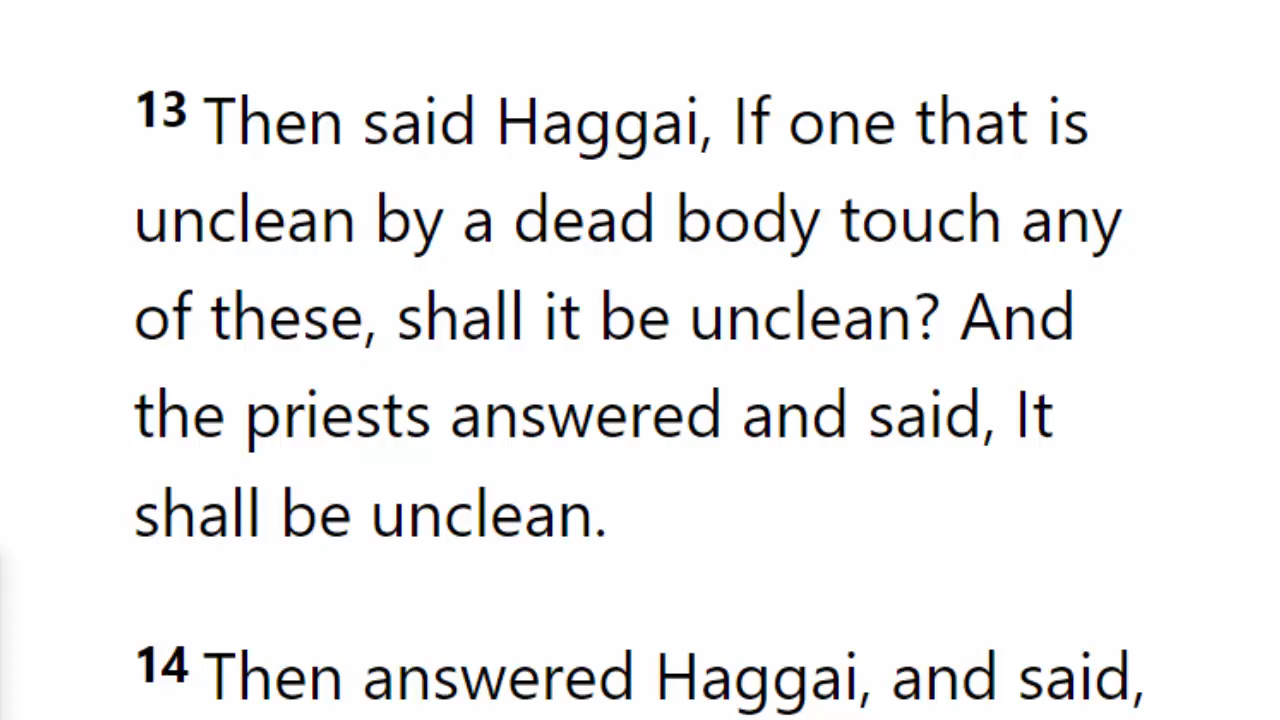 13 Then said Haggai, If one that is
unclean by a dead body touch any
of these, shall it be unclean? And
the priests answered and said, It
shall be unclean.
14 Then answered Haggai, and said,